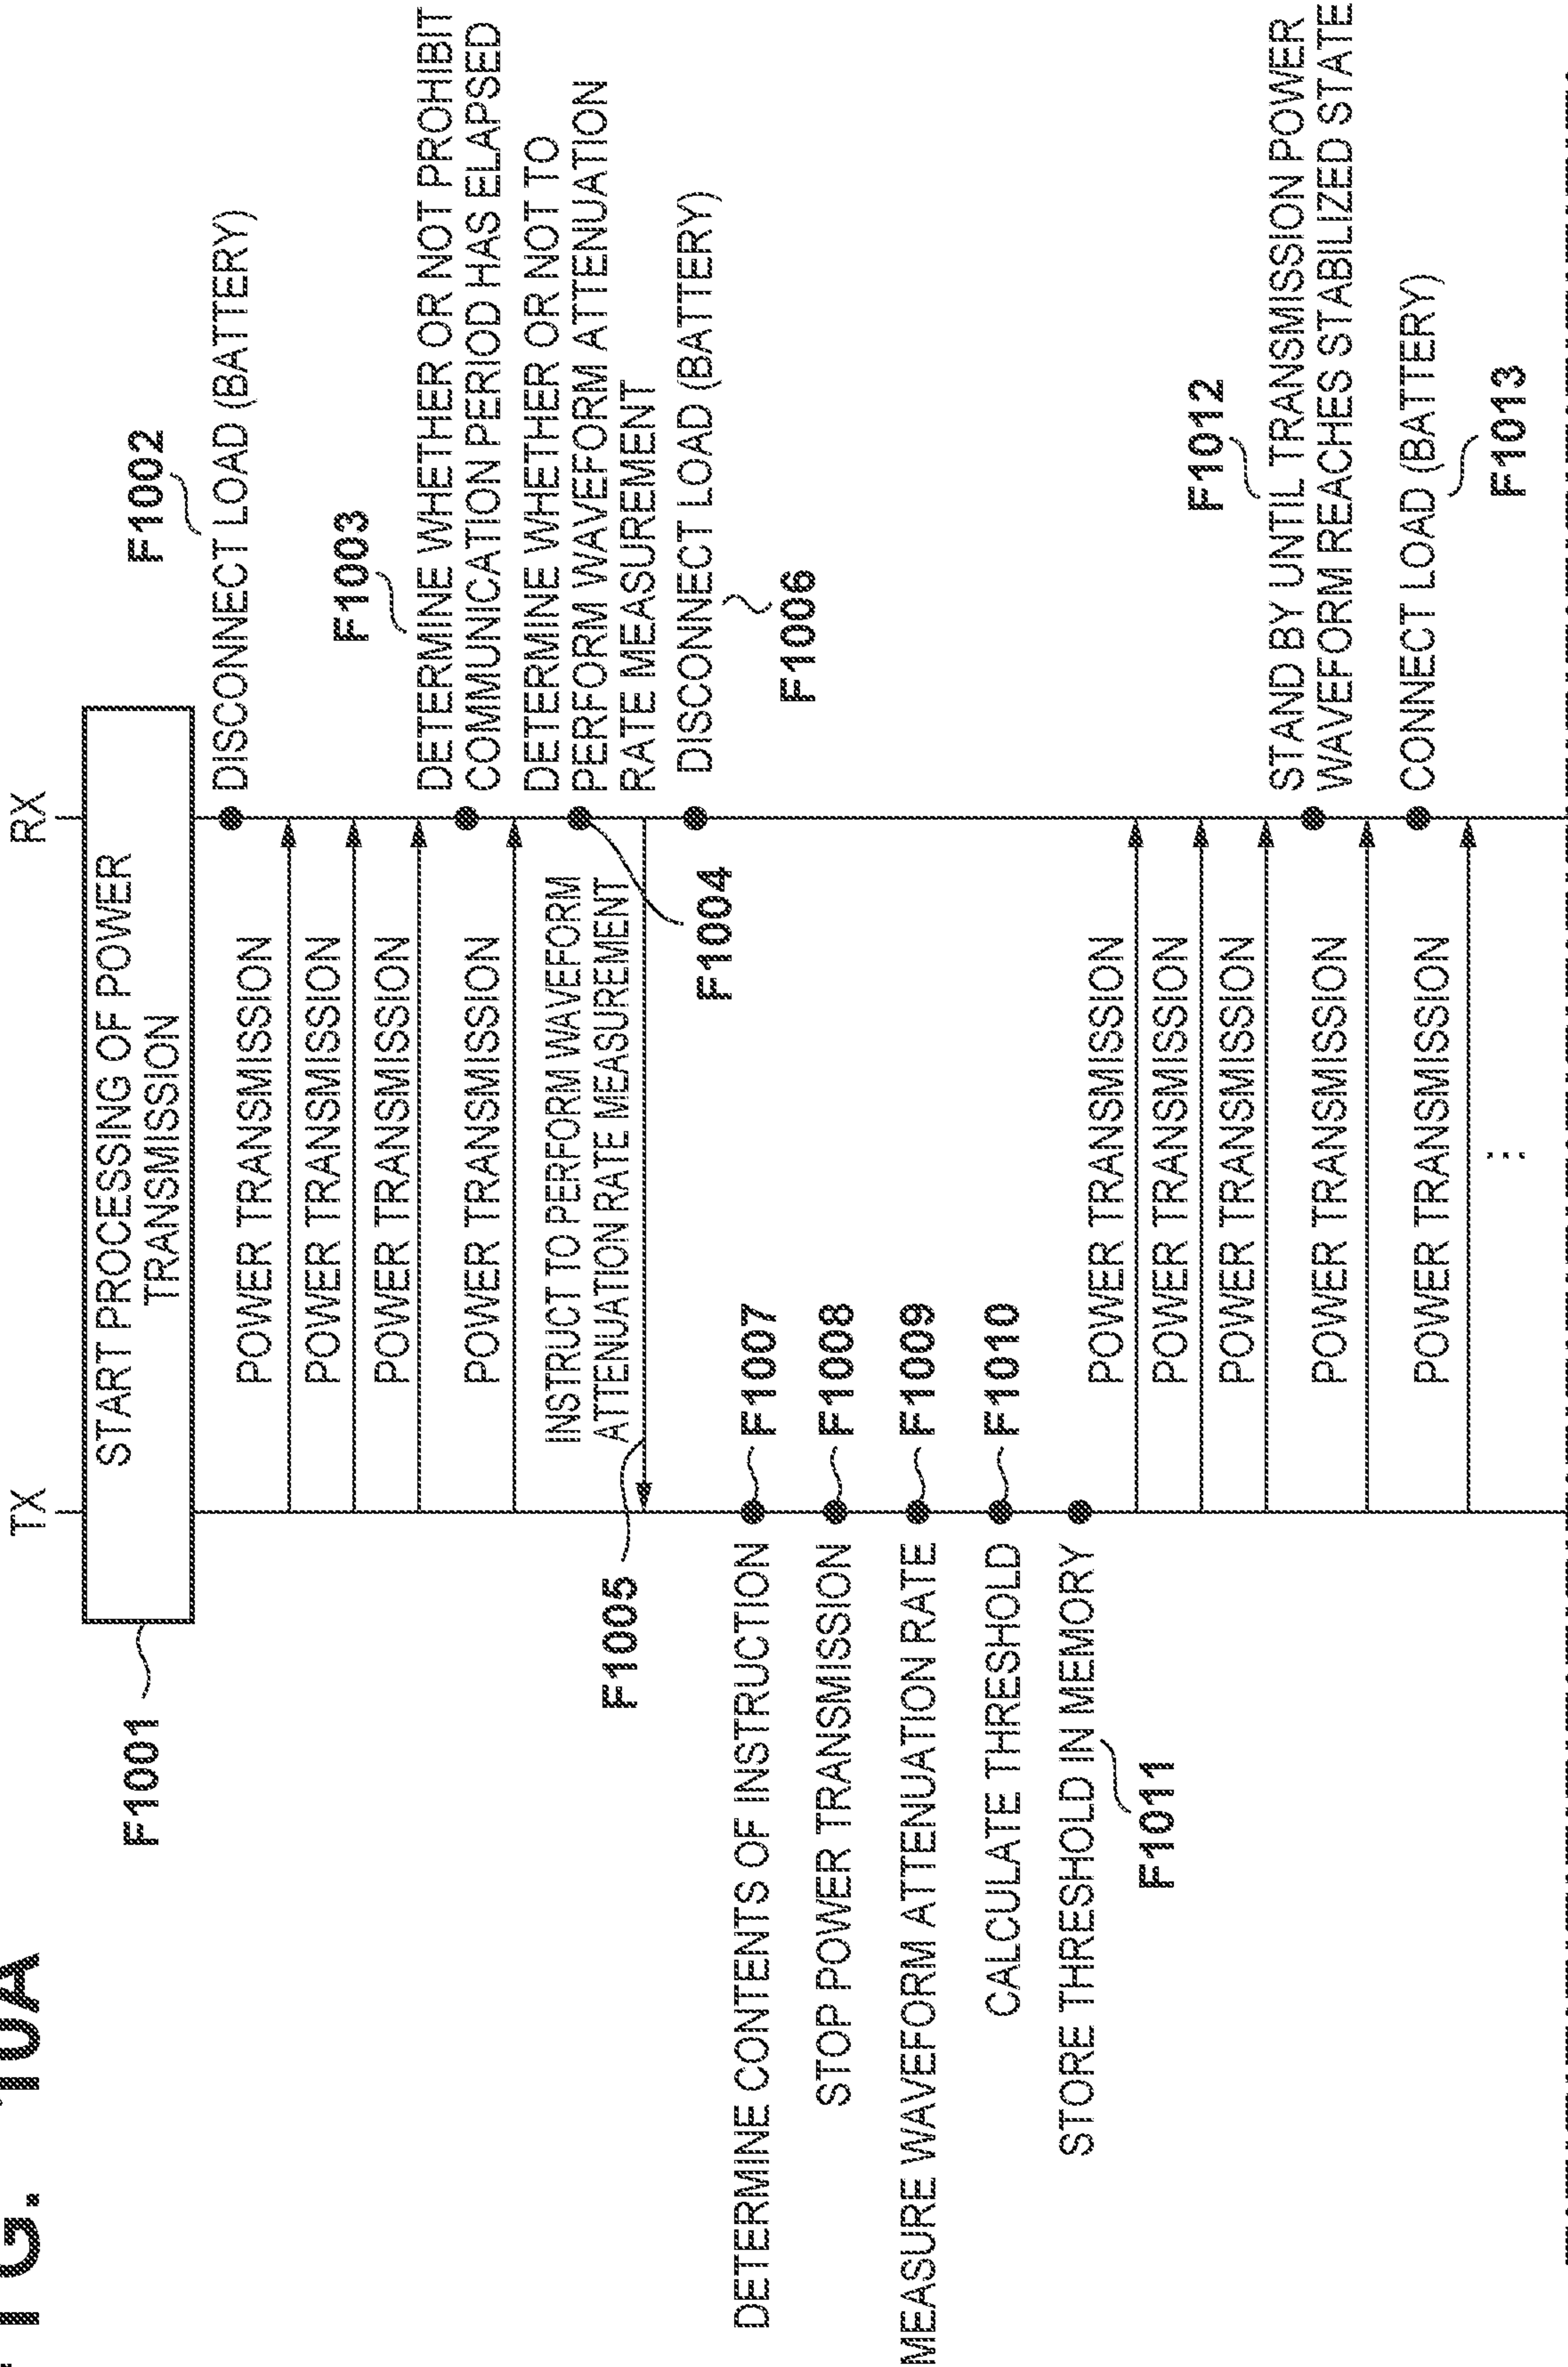 FIG. 10A
TX
RX
F1001
START PROCESSING OF POWER
TRANSMISSION
F1002
DISCONNECT LOAD (BATTERY)
POWER TRANSMISSION
POWER TRANSMISSION
POWER TRANSMISSION
F1003
DETERMINE WHETHER OR NOT PROHIBIT
COMMUNICATION PERIOD HAS ELAPSED
POWER TRANSMISSION
DETERMINE WHETHER OR NOT TO
PERFORM WAVEFORM ATTENUATION
RATE MEASUREMENT
F1004
INSTRUCT TO PERFORM WAVEFORM
ATTENUATION RATE MEASUREMENT
F1005
DISCONNECT LOAD (BATTERY)
F1006
DETERMINE CONTENTS OF INSTRUCTION
F1007
STOP POWER TRANSMISSION
F1008
MEASURE WAVEFORM ATTENUATION RATE
F1009
CALCULATE THRESHOLD
F1010
STORE THRESHOLD IN MEMORY
F1011
POWER TRANSMISSION
POWER TRANSMISSION
POWER TRANSMISSION
F1012
STAND BY UNTIL TRANSMISSION POWER
WAVEFORM REACHES STABILIZED STATE
POWER TRANSMISSION
CONNECT LOAD (BATTERY)
F1013
POWER TRANSMISSION
...